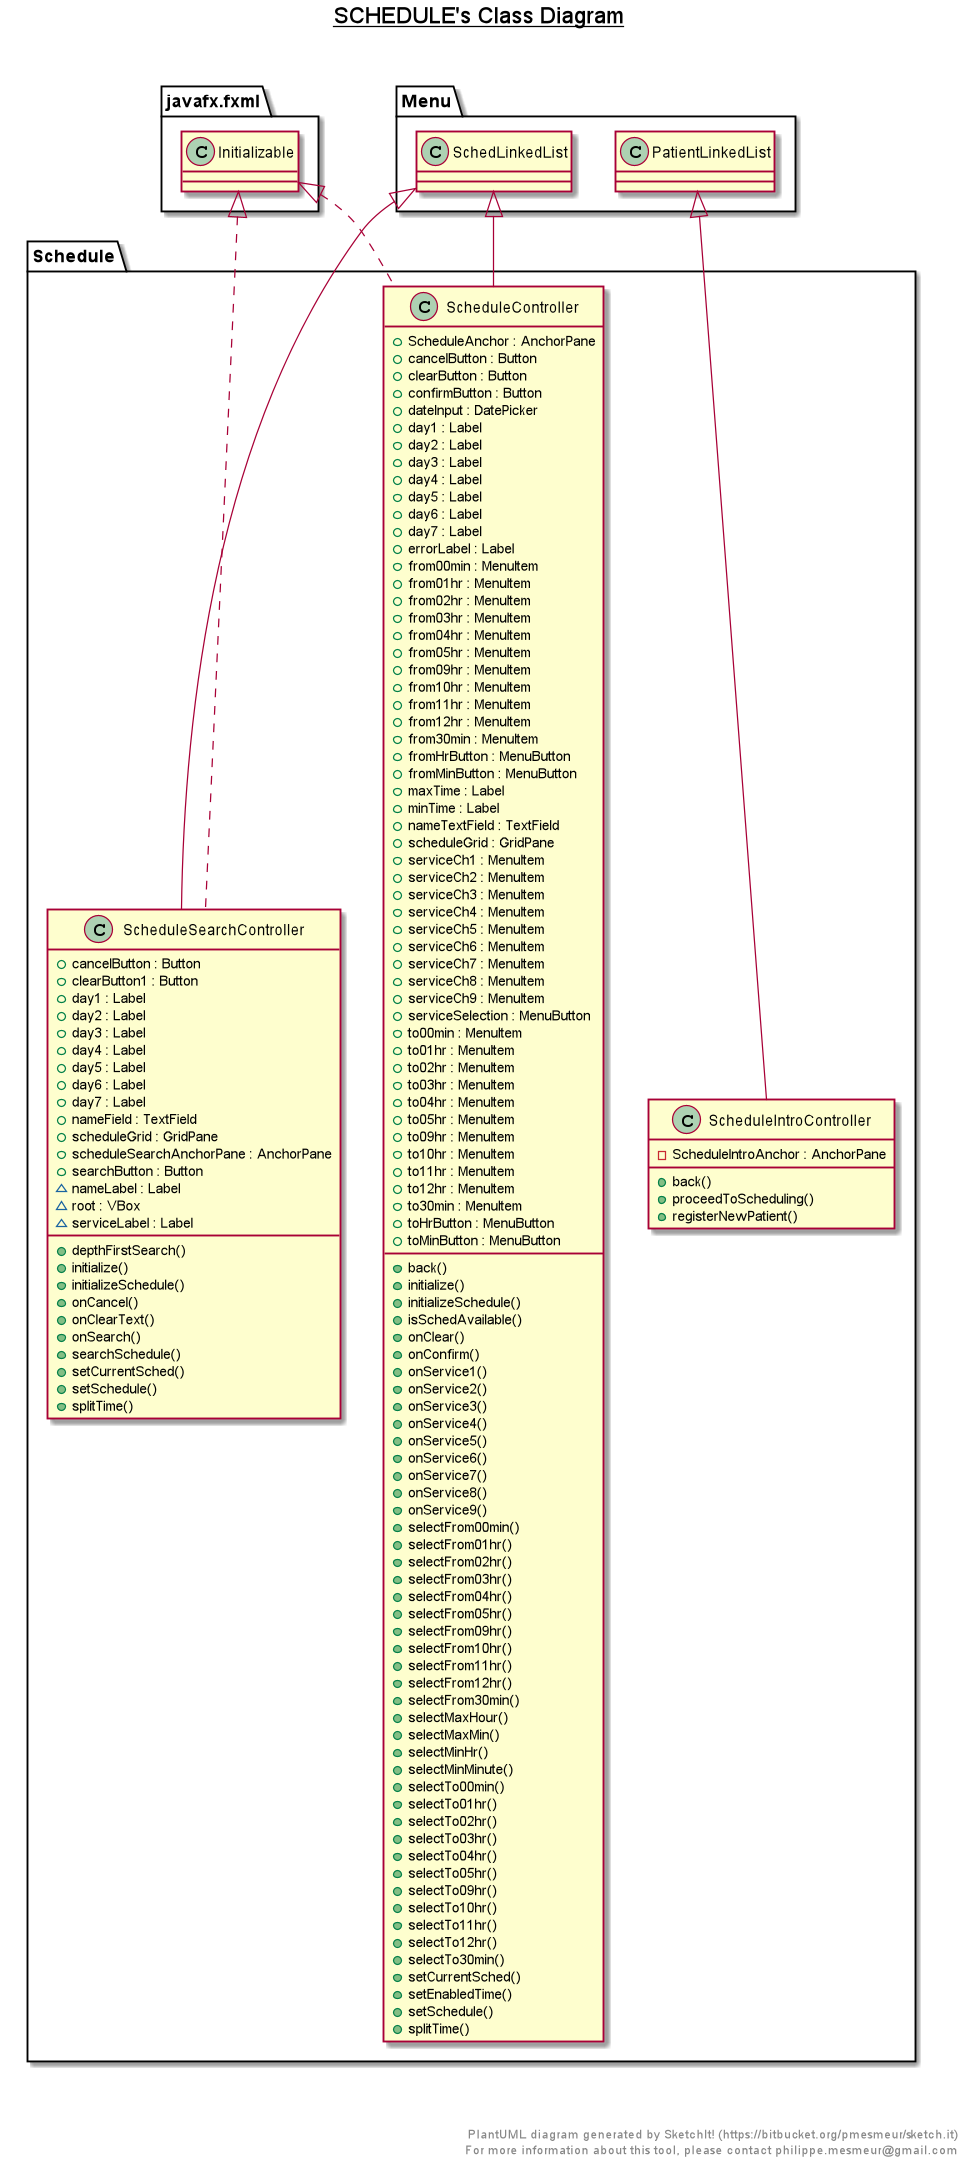 SCHEDULE's Class Diagram
javafx.fxml
Menu
C Initializable
C SchedLinkedList
C PatientLinkedList
Schedule
C ScheduleController
ScheduleAnchor : AnchorPane
cancelButton : Button
clearButton : Button
confirmButton : Button
dateInput : DatePicker
day1 : Label
day2 : Label
day3 : Label
day4 : Label
day5 : Label
day6 : Label
day7 : Label
errorLabel : Label
from00min : MenuItem
from01hr : MenuItem
from02hr : MenuItem
from03hr : MenuItem
from04hr : MenuItem
from05hr : MenuItem
from09hr : MenuItem
from10hr : MenuItem
from11hr : MenuItem
from12hr : MenuItem
from30min : MenuItem
fromHrButton : MenuButton
fromMinButton : MenuButton
maxTime : Label
minTime : Label
nameTextField : TextField
scheduleGrid : GridPane
serviceCh1 : MenuItem
serviceCh2 : MenuItem
serviceCh3 : MenuItem
serviceCh4 : MenuItem
serviceCh5 : MenuItem
serviceCh6 : MenuItem
serviceCh7 : MenuItem
serviceCh8 : MenuItem
serviceCh9 : MenuItem
serviceSelection : MenuButton
to00min : MenuItem
to01hr : MenuItem
to02hr : MenuItem
to03hr : MenuItem
to04hr : MenuItem
to05hr : MenuItem
to09hr : MenuItem
to10hr : MenuItem
to11hr : MenuItem
to12hr : MenuItem
to30min : MenuItem
toHrButton : MenuButton
toMinButton : MenuButton
back()
initialize()
initializeSchedule()
isSchedAvailable()
onClear()
onConfirm()
onService1()
onService2()
onService3()
onService4()
onService5()
onService6()
onService7()
onService8()
onService9()
selectFrom00min()
selectFrom01hr()
selectFrom02hr()
selectFrom03hr()
selectFrom04hr()
selectFrom05hr()
selectFrom09hr()
selectFrom10hr()
selectFrom11hr()
selectFrom12hr()
selectFrom30min()
selectMaxHour()
selectMaxMin()
selectMinHr()
selectMinMinute()
selectTo00min()
selectTo01hr()
selectTo02hr()
selectTo03hr()
selectTo04hr()
selectTo05hr()
selectTo09hr()
selectTo10hr()
selectTo11hr()
selectTo12hr()
selectTo30min()
setCurrentSched()
setEnabledTime()
setSchedule()
splitTime()
C ScheduleSearchController
cancelButton : Button
clearButton1 : Button
day1 : Label
day2 : Label
day3 : Label
day4 : Label
day5 : Label
day6 : Label
day7 : Label
nameField : TextField
scheduleGrid : GridPane
scheduleSearchAnchorPane : AnchorPane
searchButton : Button
nameLabel : Label
root : VBox
serviceLabel : Label
depthFirstSearch()
initialize()
initializeSchedule()
onCancel()
onClearText()
onSearch()
searchSchedule()
setCurrentSched()
setSchedule()
splitTime()
C ScheduleIntroController
ScheduleIntroAnchor : AnchorPane
back()
proceedToScheduling()
registerNewPatient()
PlantUML diagram generated by SketchIt! (https://bitbucket.org/pmesmeur/sketch.it)
For more information about this tool, please contact philippe.mesmeur@gmail.com